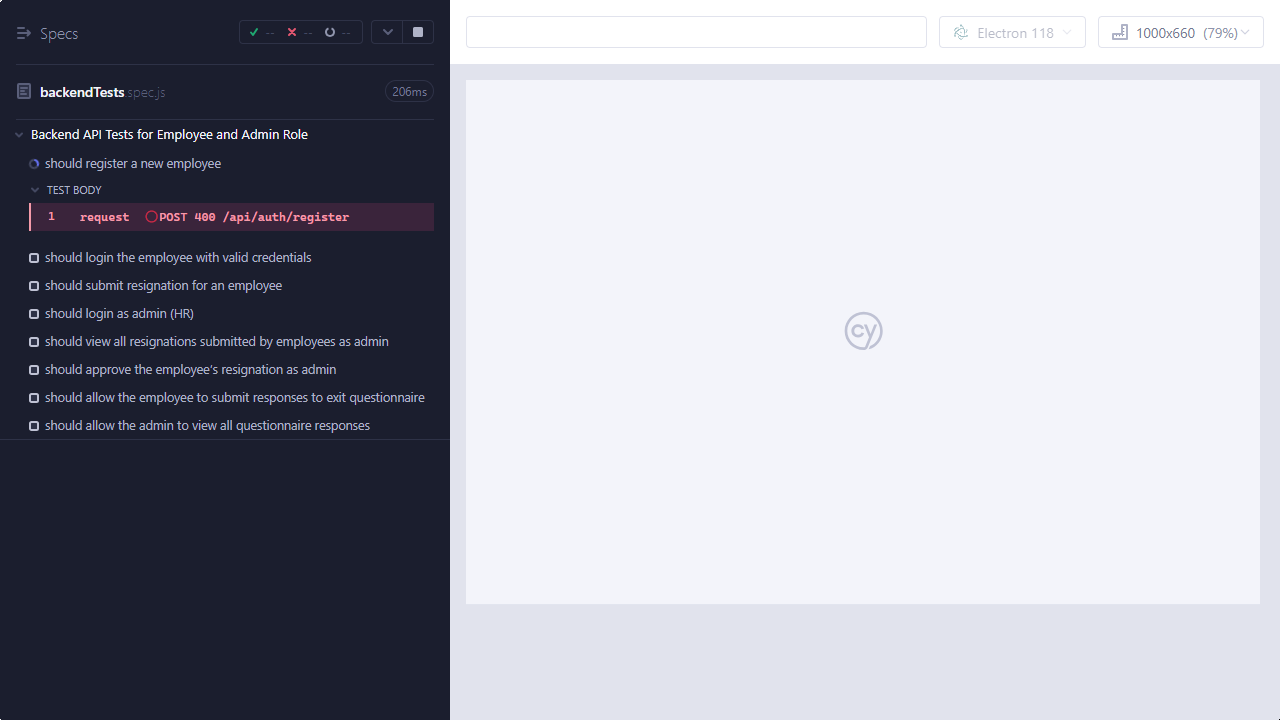 Specs
-- -- --
backendTests.spec.js 206ms
Backend API Tests for Employee and Admin Role
should register a new employee
TEST BODY
1 request POST 400 /api/auth/register
should login the employee with valid credentials
should submit resignation for an employee
should login as admin (HR)
should view all resignations submitted by employees as admin
should approve the employee's resignation as admin
should allow the employee to submit responses to exit questionnaire
should allow the admin to view all questionnaire responses
Electron 118
1000x660 (79%)
cy